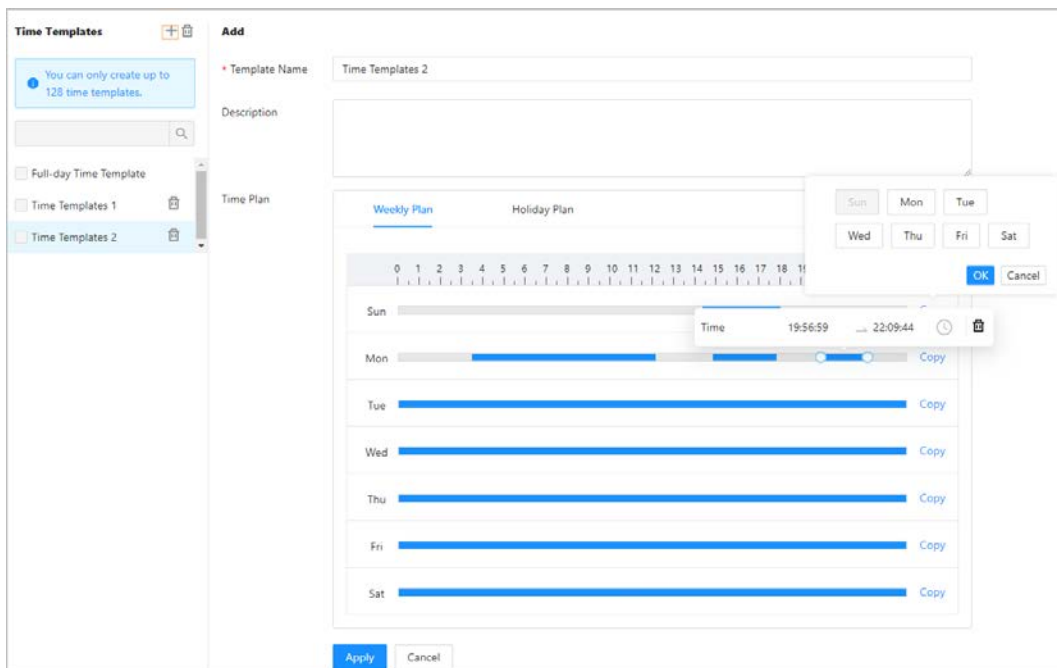 Time Templates
You can only create up to
128 time templates.
Full-day Time Template
Time Templates 1
Time Templates 2
Add
* Template Name
Time Templates 2
Description
Time Plan
Weekly Plan
Holiday Plan
Sun Mon Tue
Wed Thu Fri Sat
OK Cancel
0 1 2 3 4 5 6 7 8 9 10 11 12 13 14 15 16 17 18
Sun
Time 19:56:59 22:09:44
Mon Copy
Tue Copy
Wed Copy
Thu Copy
Fri Copy
Sat Copy
Apply Cancel